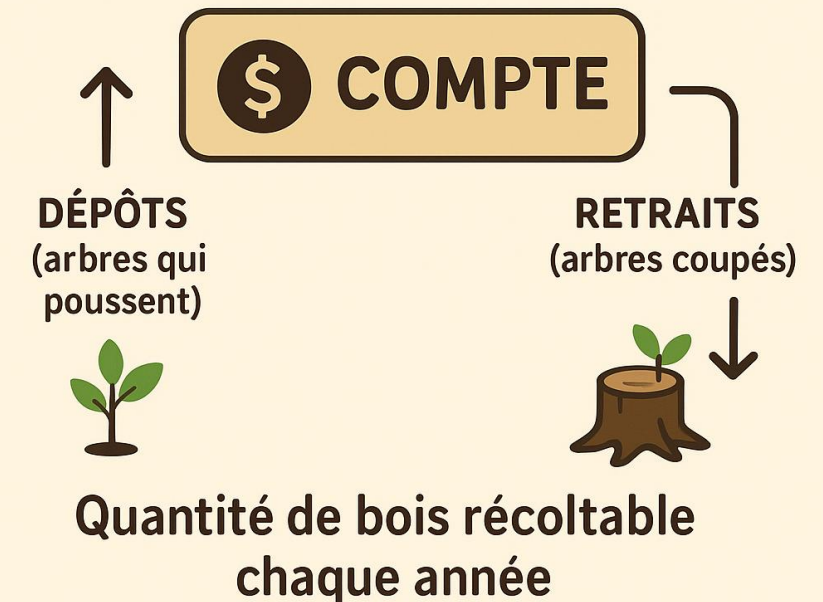 $ COMPTE
DÉPÔTS
(arbres qui
poussent)
RETRAITS
(arbres coupés)
Quantité de bois récoltable
chaque année